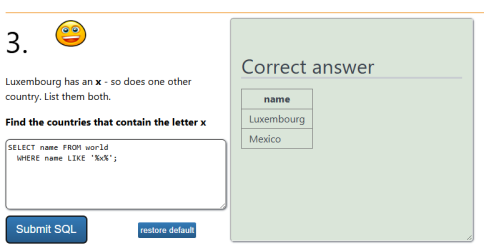 3.
Luxembourg has an x - so does one other
country. List them both.
Find the countries that contain the letter x
SELECT name FROM world
  WHERE name LIKE '%x%';
Submit SQL
restore default
Correct answer
name
Luxembourg
Mexico